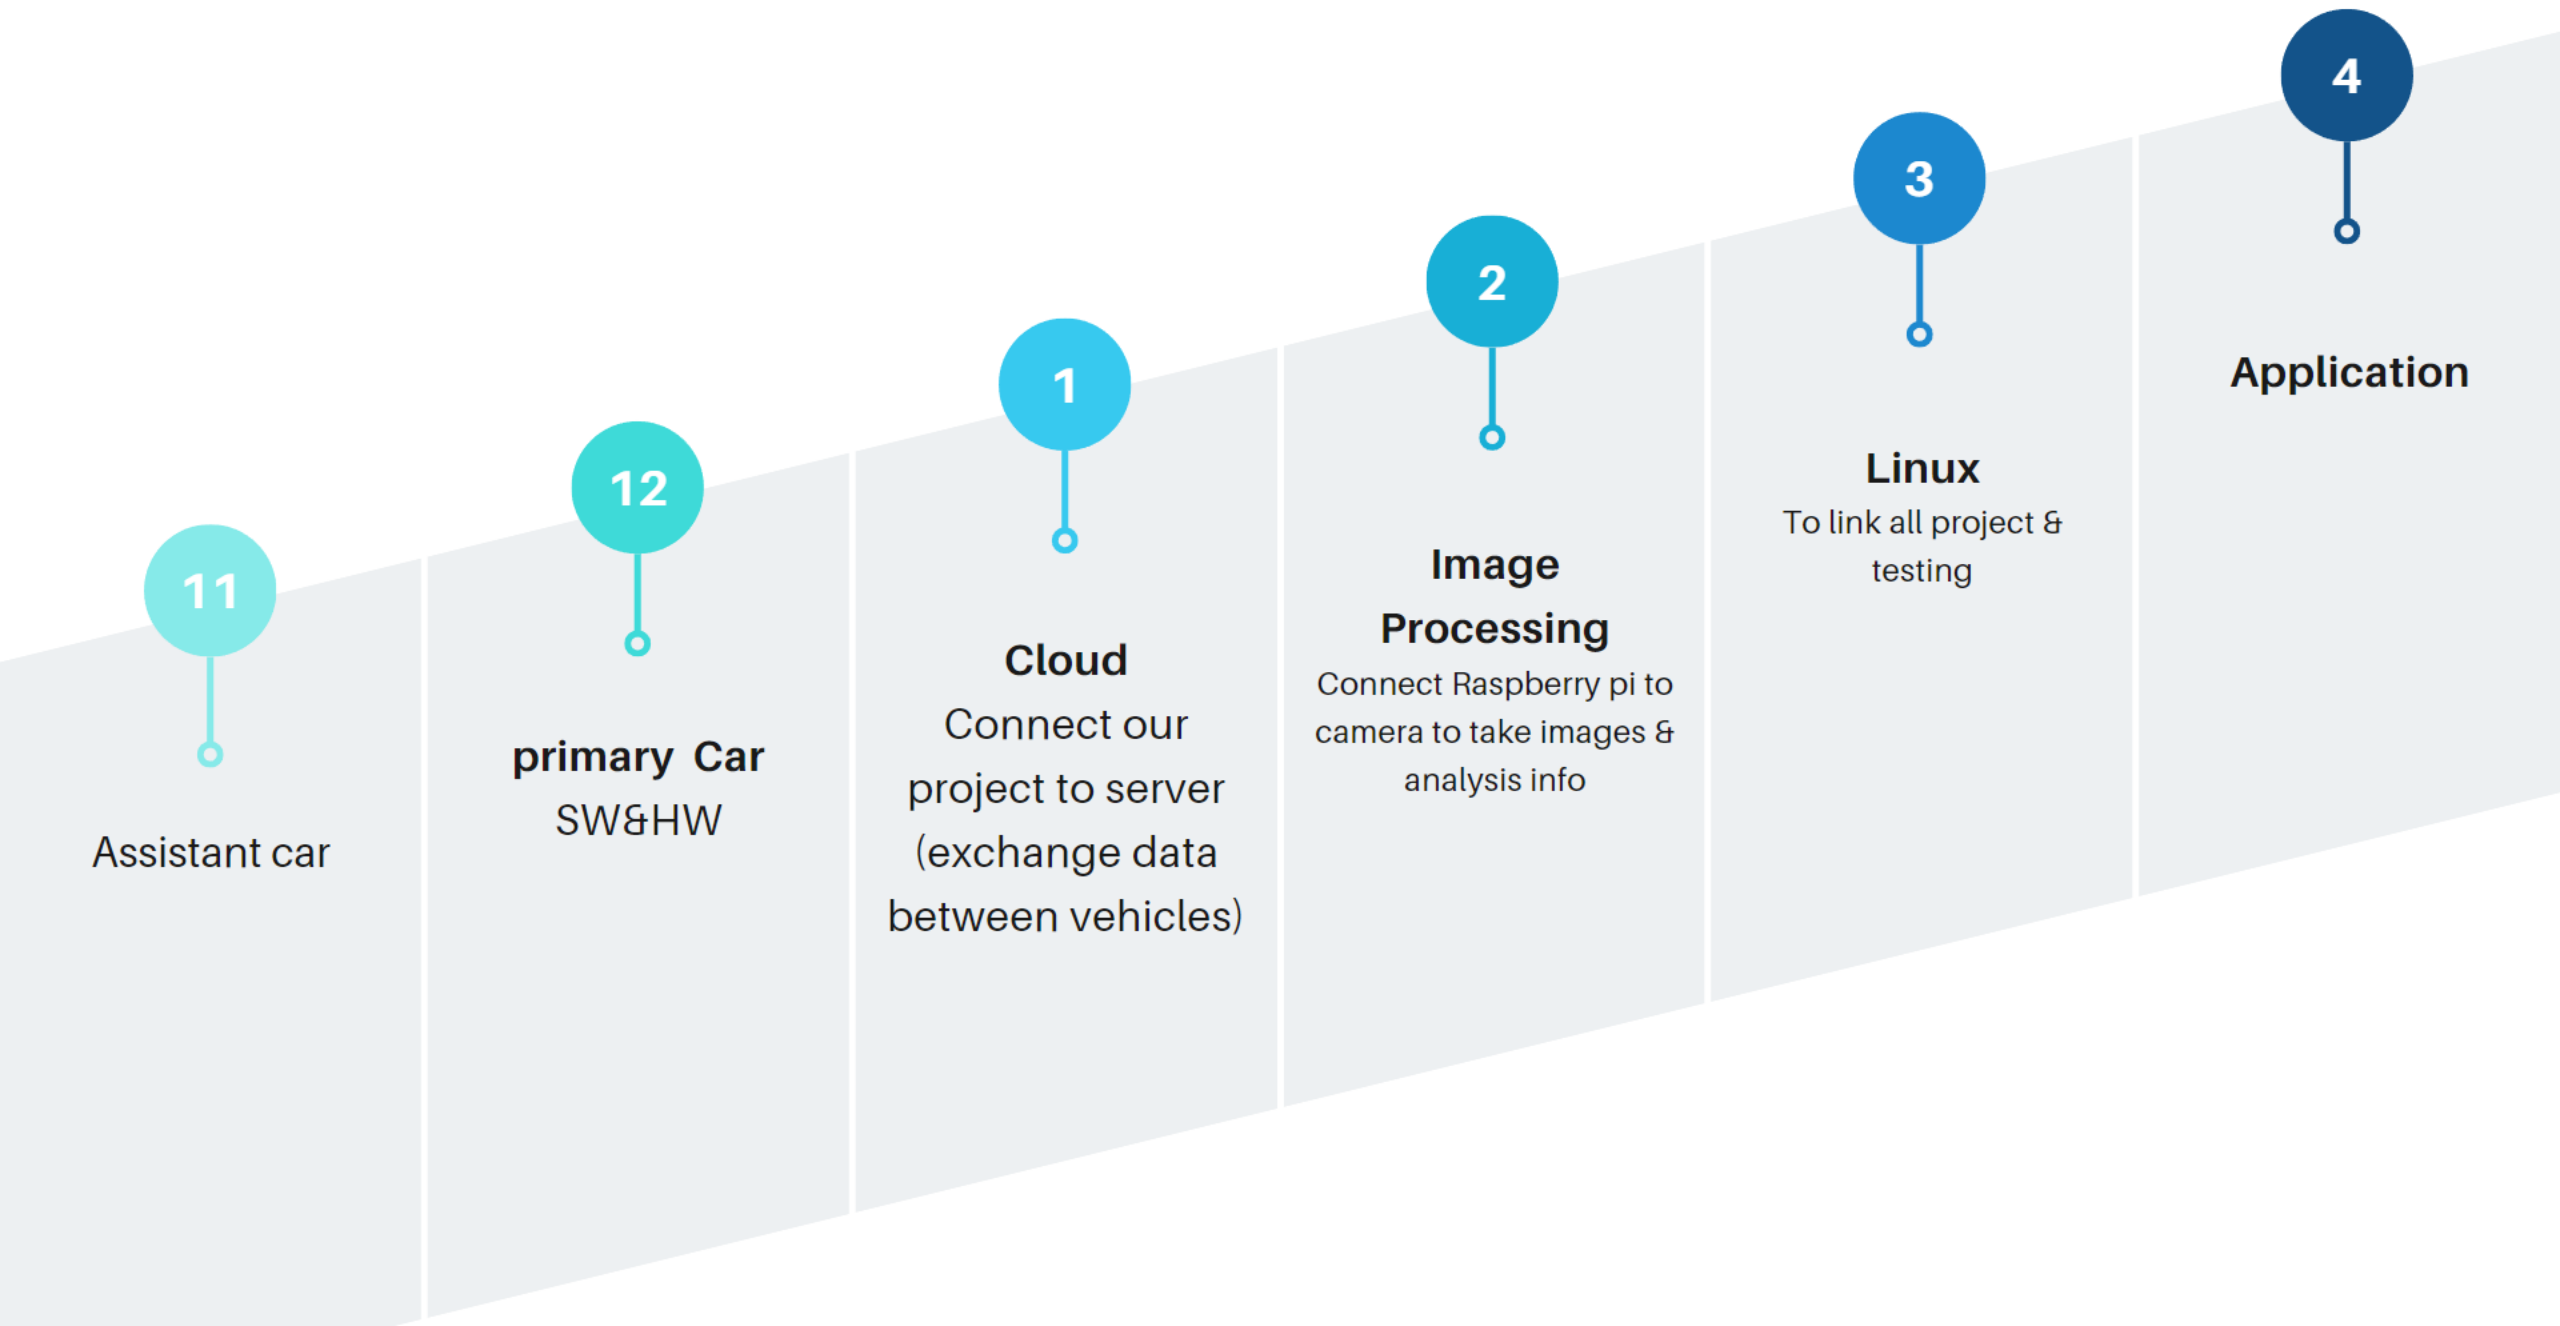 11
Assistant car
12
primary  Car
SW&HW
1
Cloud
Connect our
project to server
(exchange data
between vehicles)
2
Image
Processing
Connect Raspberry pi to
camera to take images &
analysis info
3
Linux
To link all project &
testing
4
Application